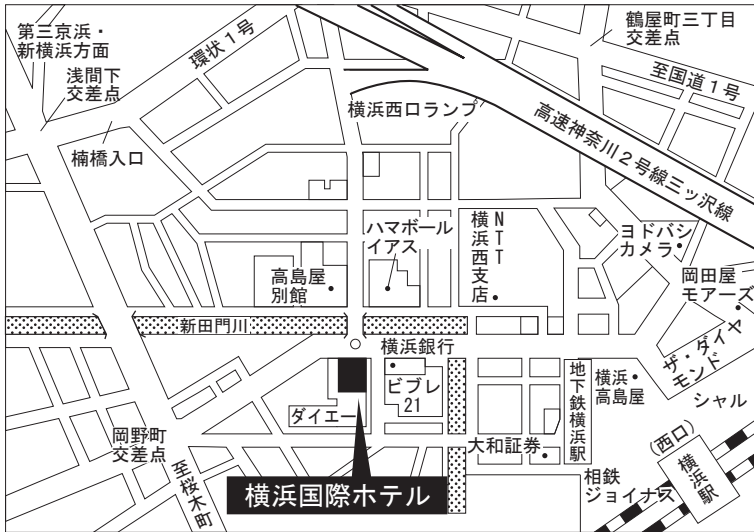 第三京浜・
新横浜方面
浅間下
交差点
環状1号
楠橋入口
鶴屋町三丁目
交差点
至国道1号
横浜西口ランプ
高速神奈川2号線三ッ沢線
ハマボール
イアス
高島屋
別館
NTT
横浜西支店
ヨドバシ
カメラ
岡田屋
モアーズ
新田門川
横浜銀行
ビブレ
21
ダイエー
地下鉄横浜駅
横浜
高島屋
ザ・ダイヤ
モンド
シャル
岡野町
交差点
至桜木町
大和証券
相鉄
ジョイナス
(西口)
横浜駅
横浜国際ホテル